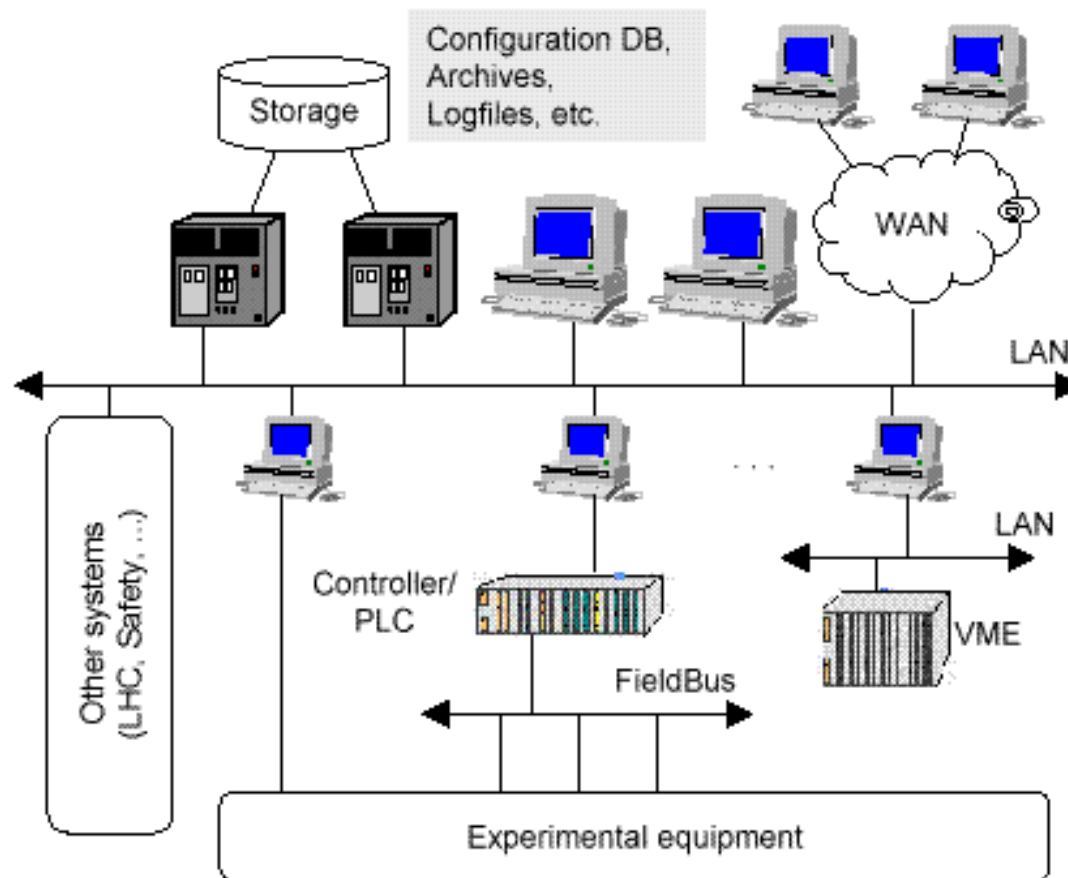 Configuration DB,
Archives,
Logfiles, etc.
Storage
WAN
LAN
Other systems
(LHC, Safety, ...)
. . .
LAN
Controller/
PLC
VME
FieldBus
Experimental equipment